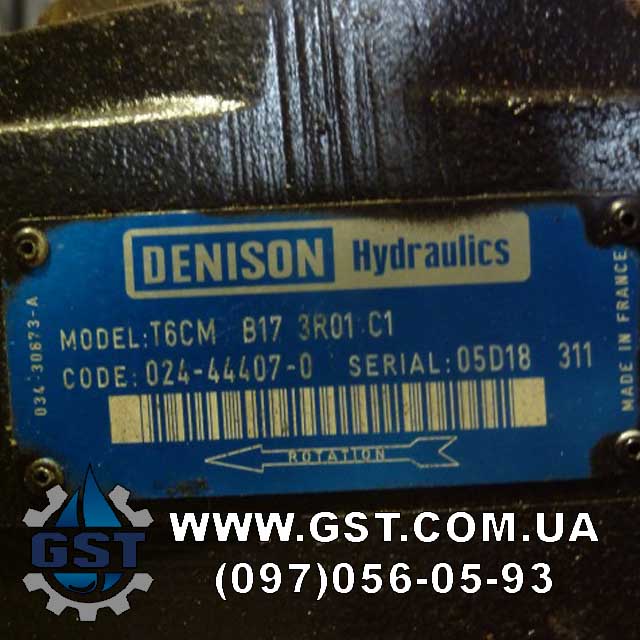 DENISON Hydraulics
MODEL:T6CM B17 3R01 C1
CODE:024-44407-0 SERIAL:05D18 311
ROTATION
034-30673-A
MADE IN FRANCE
GST
WWW.GST.COM.UA
(097)056-05-93